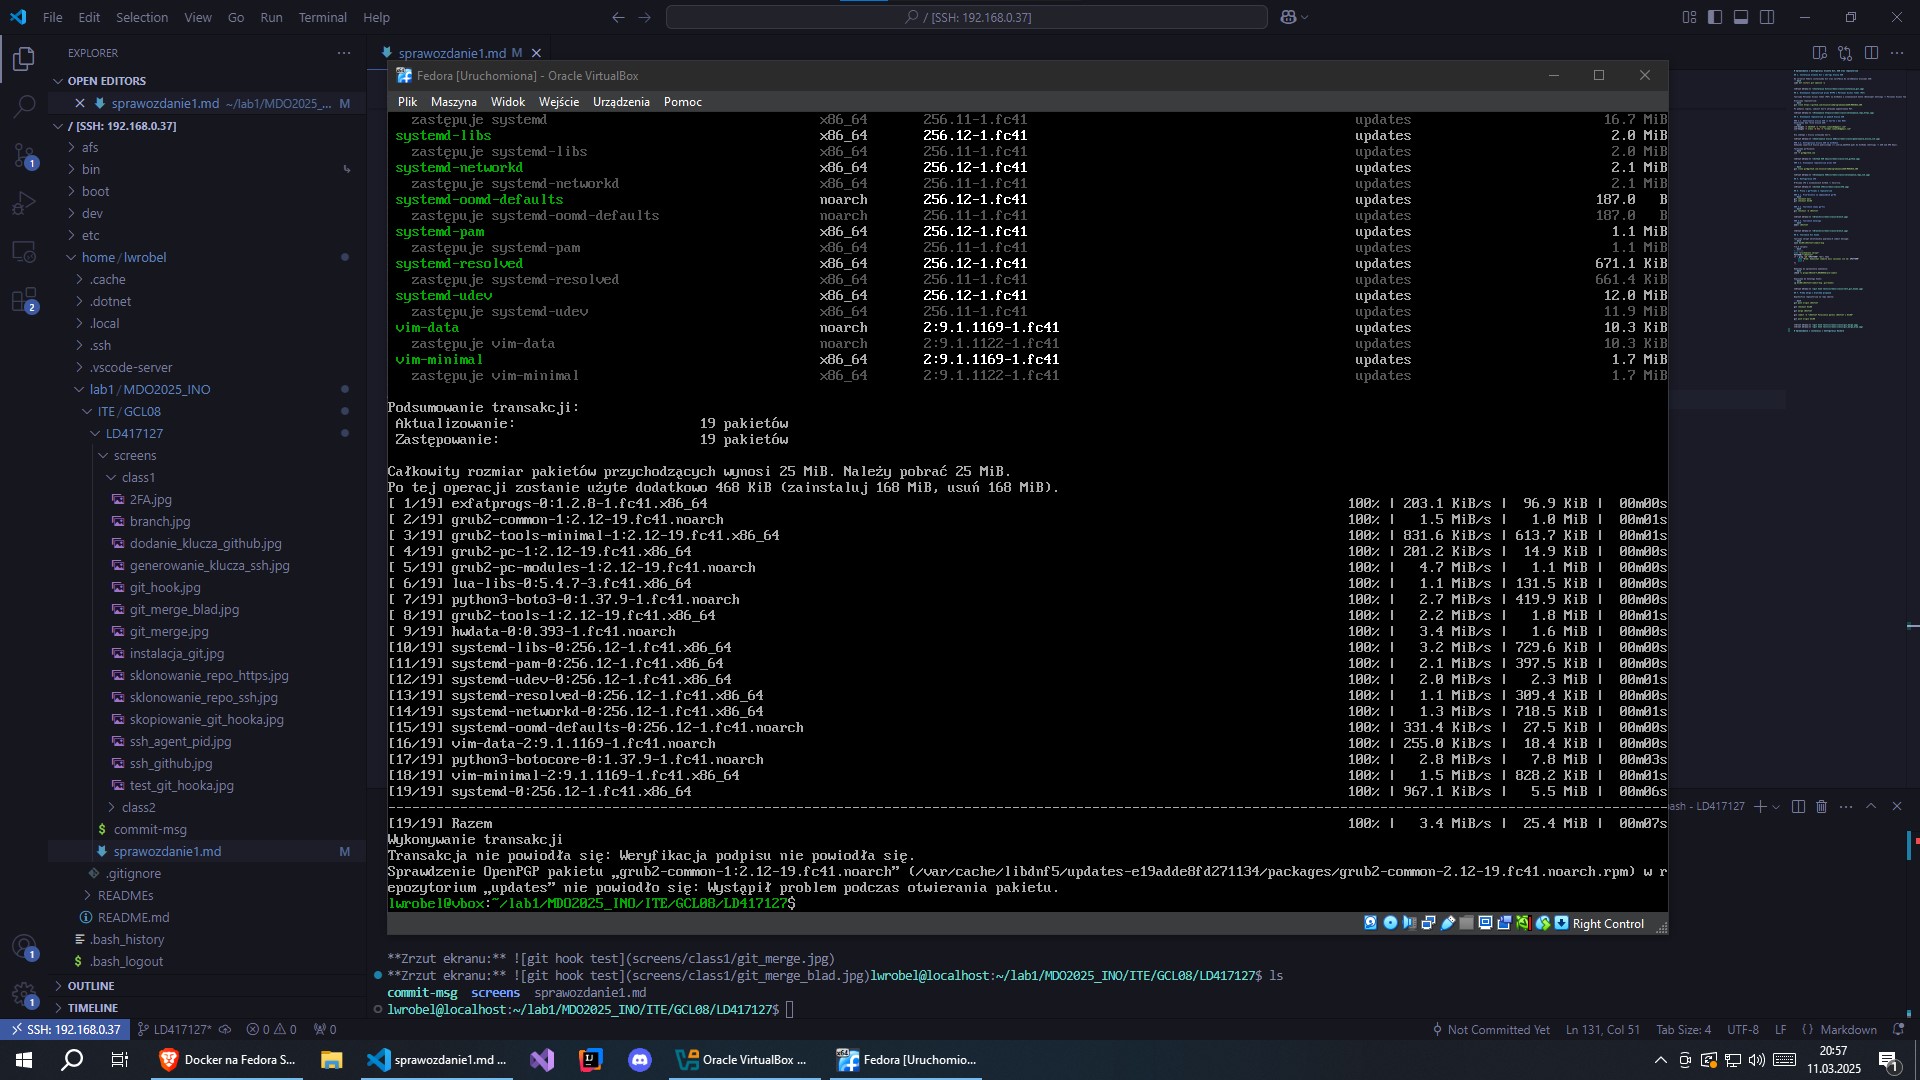 File Edit Selection View Go Run Terminal Help
/ [SSH: 192.168.0.37]
EXPLORER
OPEN EDITORS
sprawozdanie1.md ~/lab1/MDO2025_... M
/ [SSH: 192.168.0.37]
afs
bin
boot
dev
etc
home / lwrobel
.cache
.dotnet
.local
.ssh
.vscode-server
lab1 / MDO2025_INO
ITE / GCL08
LD417127
screens
class1
2FA.jpg
branch.jpg
dodanie_klucza_github.jpg
generowanie_klucza_ssh.jpg
git_hook.jpg
git_merge_blad.jpg
git_merge.jpg
instalacja_git.jpg
sklonowanie_repo_https.jpg
sklonowanie_repo_ssh.jpg
skopiowanie_git_hooka.jpg
ssh_agent_pid.jpg
ssh_github.jpg
test_git_hooka.jpg
class2
commit-msg
sprawozdanie1.md M
.gitignore
READMEs
README.md
.bash_history
.bash_logout
OUTLINE
TIMELINE
1
2
1
1
sprawozdanie1.md M
Fedora [Uruchomiona] - Oracle VirtualBox
Plik Maszyna Widok Wejście Urządzenia Pomoc
zastępuje systemd x86_64 256.11-1.fc41 updates 16.7 MiB
systemd-libs x86_64 256.12-1.fc41 updates 2.0 MiB
zastępuje systemd-libs x86_64 256.11-1.fc41 updates 2.0 MiB
systemd-networkd x86_64 256.12-1.fc41 updates 2.1 MiB
zastępuje systemd-networkd x86_64 256.11-1.fc41 updates 2.1 MiB
systemd-oomd-defaults noarch 256.12-1.fc41 updates 187.0 B
zastępuje systemd-oomd-defaults noarch 256.11-1.fc41 updates 187.0 B
systemd-pam x86_64 256.12-1.fc41 updates 1.1 MiB
zastępuje systemd-pam x86_64 256.11-1.fc41 updates 1.1 MiB
systemd-resolved x86_64 256.12-1.fc41 updates 671.1 KiB
zastępuje systemd-resolved x86_64 256.11-1.fc41 updates 661.4 KiB
systemd-udev x86_64 256.12-1.fc41 updates 12.0 MiB
zastępuje systemd-udev x86_64 256.11-1.fc41 updates 11.9 MiB
vim-data noarch 2:9.1.1169-1.fc41 updates 10.3 KiB
zastępuje vim-data noarch 2:9.1.1122-1.fc41 updates 10.3 KiB
vim-minimal x86_64 2:9.1.1169-1.fc41 updates 1.7 MiB
zastępuje vim-minimal x86_64 2:9.1.1122-1.fc41 updates 1.7 MiB
Podsumowanie transakcji:
Aktualizowanie: 19 pakietów
Zastępowanie: 19 pakietów
Całkowity rozmiar pakietów przychodzących wynosi 25 MiB. Należy pobrać 25 MiB.
Po tej operacji zostanie użyte dodatkowo 468 KiB (zainstaluj 168 MiB, usuń 168 MiB).
[ 1/19] exfatprogs-0:1.2.8-1.fc41.x86_64 100% | 203.1 KiB/s | 96.9 KiB | 00m00s
[ 2/19] grub2-common-1:2.12-19.fc41.noarch 100% | 1.5 MiB/s | 1.0 MiB | 00m01s
[ 3/19] grub2-tools-minimal-1:2.12-19.fc41.x86_64 100% | 831.6 KiB/s | 613.7 KiB | 00m01s
[ 4/19] grub2-pc-1:2.12-19.fc41.x86_64 100% | 201.2 KiB/s | 14.9 KiB | 00m00s
[ 5/19] grub2-pc-modules-1:2.12-19.fc41.noarch 100% | 4.7 MiB/s | 1.1 MiB | 00m00s
[ 6/19] lua-libs-0:5.4.7-3.fc41.x86_64 100% | 1.1 MiB/s | 131.5 KiB | 00m00s
[ 7/19] python3-boto3-0:1.37.9-1.fc41.noarch 100% | 2.7 MiB/s | 419.9 KiB | 00m00s
[ 8/19] grub2-tools-1:2.12-19.fc41.x86_64 100% | 2.2 MiB/s | 1.8 MiB | 00m01s
[ 9/19] hwdata-0:0.393-1.fc41.noarch 100% | 3.4 MiB/s | 1.6 MiB | 00m00s
[10/19] systemd-libs-0:256.12-1.fc41.x86_64 100% | 3.2 MiB/s | 729.6 KiB | 00m00s
[11/19] systemd-pam-0:256.12-1.fc41.x86_64 100% | 2.1 MiB/s | 397.5 KiB | 00m00s
[12/19] systemd-udev-0:256.12-1.fc41.x86_64 100% | 2.0 MiB/s | 2.3 MiB | 00m01s
[13/19] systemd-resolved-0:256.12-1.fc41.x86_64 100% | 1.1 MiB/s | 309.4 KiB | 00m00s
[14/19] systemd-networkd-0:256.12-1.fc41.x86_64 100% | 1.3 MiB/s | 718.5 KiB | 00m01s
[15/19] systemd-oomd-defaults-0:256.12-1.fc41.noarch 100% | 331.4 KiB/s | 27.5 KiB | 00m00s
[16/19] vim-data-2:9.1.1169-1.fc41.noarch 100% | 255.0 KiB/s | 18.4 KiB | 00m00s
[17/19] python3-botocore-0:1.37.9-1.fc41.noarch 100% | 2.8 MiB/s | 7.8 MiB | 00m03s
[18/19] vim-minimal-2:9.1.1169-1.fc41.x86_64 100% | 1.5 MiB/s | 828.2 KiB | 00m01s
[19/19] systemd-0:256.12-1.fc41.x86_64 100% | 967.1 KiB/s | 5.5 MiB | 00m06s
[19/19] Razem 100% | 3.4 MiB/s | 25.4 MiB | 00m07s
Wykonywanie transakcji
Transakcja nie powiodła się: Weryfikacja podpisu nie powiodła się.
Sprawdzenie OpenPGP pakietu „grub2-common-1:2.12-19.fc41.noarch” (/var/cache/libdnf5/updates-e19adde8fd271134/packages/grub2-common-2.12-19.fc41.noarch.rpm) w r
epozytorium „updates” nie powiodło się: Wystąpił problem podczas otwierania pakietu.
lwrobel@vbox:~/lab1/MDO2025_INO/ITE/GCL08/LD417127$
Right Control
ash - LD417127
**Zrzut ekranu:** ![git hook test](screens/class1/git_merge.jpg)
**Zrzut ekranu:** ![git hook test](screens/class1/git_merge_blad.jpg)lwrobel@localhost:~/lab1/MDO2025_INO/ITE/GCL08/LD417127$ ls
commit-msg screens sprawozdanie1.md
lwrobel@localhost:~/lab1/MDO2025_INO/ITE/GCL08/LD417127$
SSH: 192.168.0.37 LD417127* 0 0 0 Not Committed Yet Ln 131, Col 51 Tab Size: 4 UTF-8 LF {} Markdown
Docker na Fedora S... sprawozdanie1.md ... Oracle VirtualBox ... Fedora [Uruchomio... 20:57
11.03.2025
1